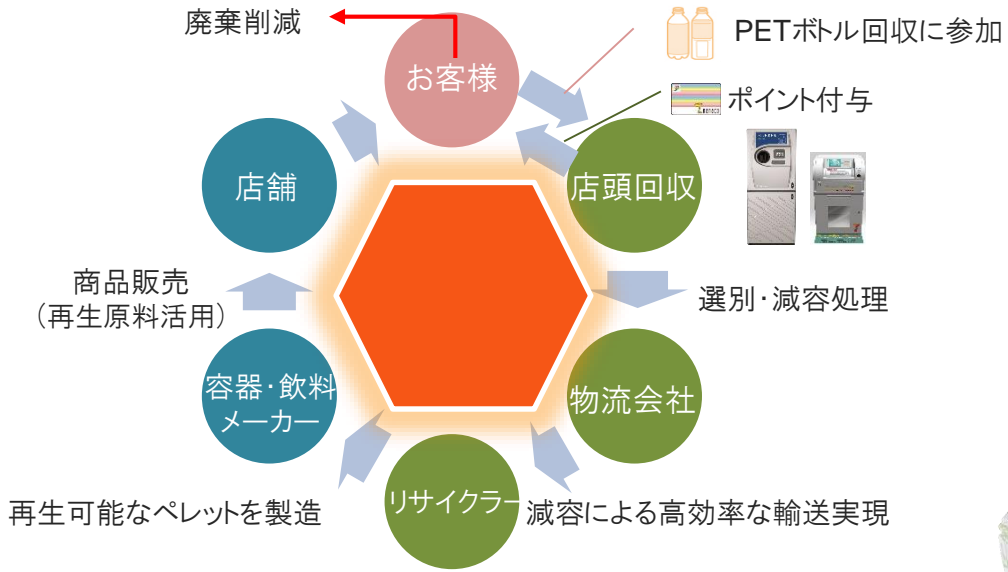 廃棄削減
お客様
PETボトル回収に参加
ポイント付与
店舗
店頭回収
商品販売
(再生原料活用)
選別・減容処理
容器・飲料
メーカー
物流会社
リサイクラー
再生可能なペレットを製造
減容による高効率な輸送実現